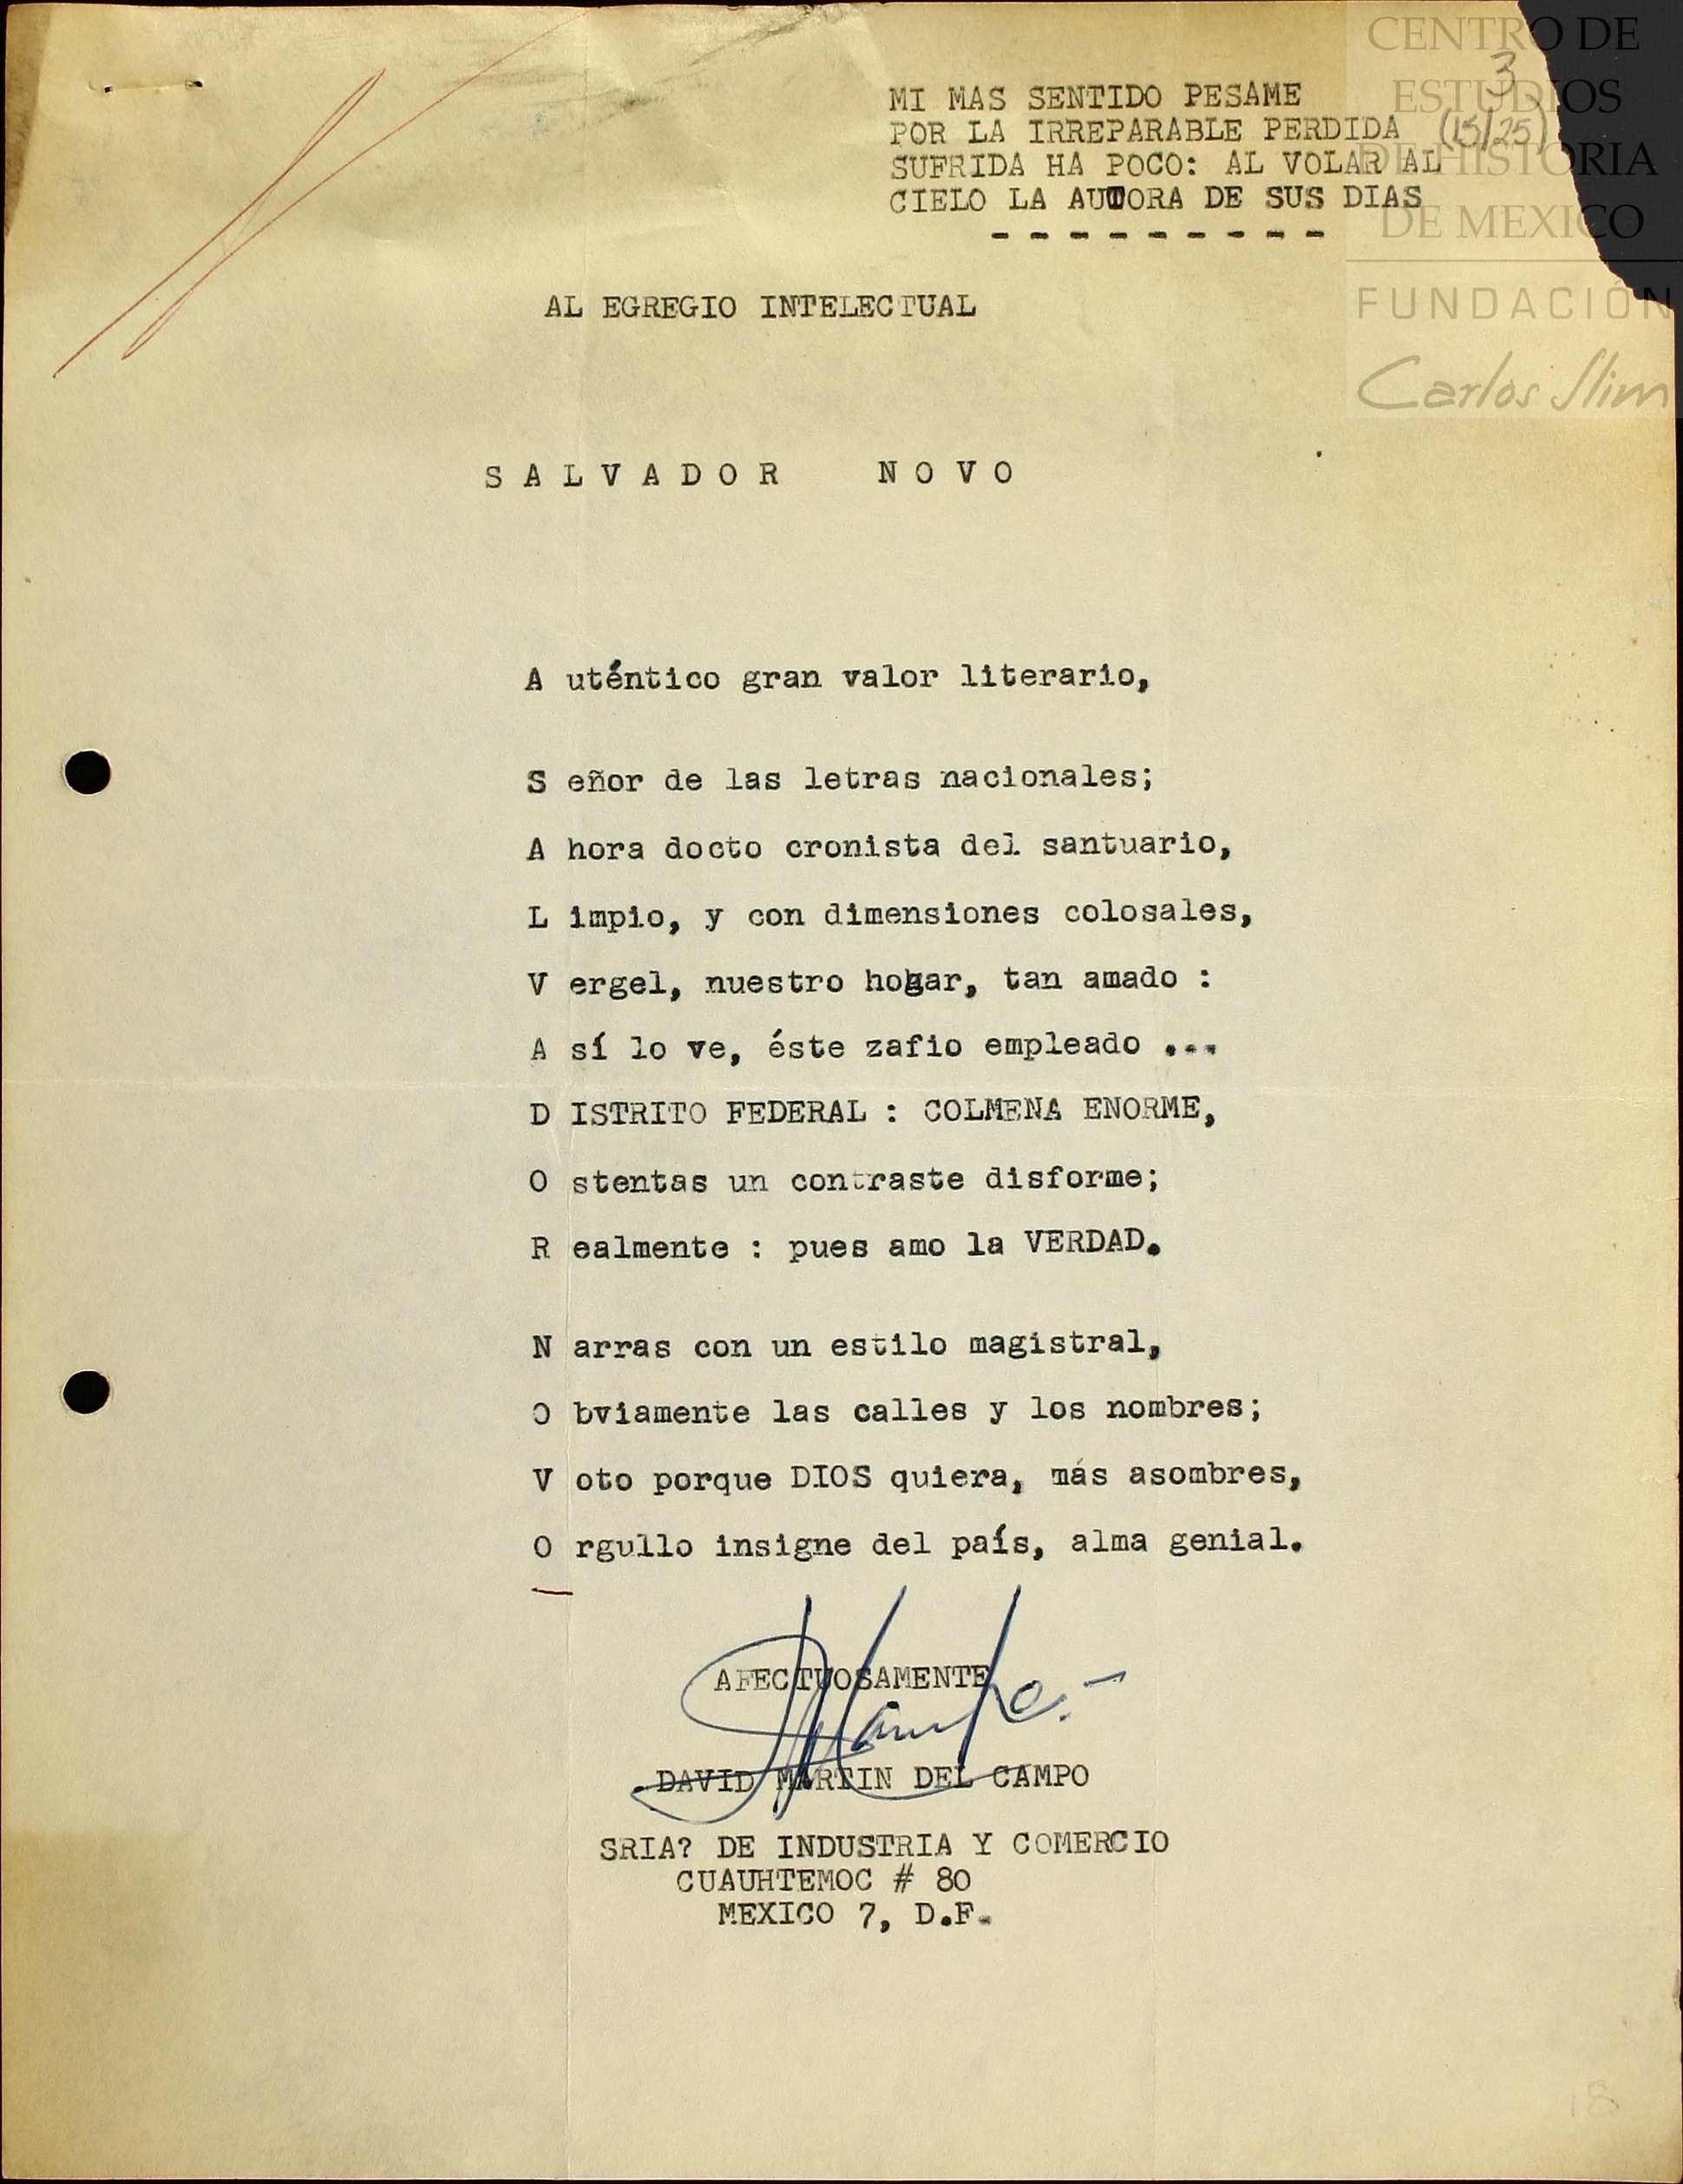 CENTRO DE
ESTUDIOS
DE HISTORIA
DE MEXICO
FUNDACIÓN
Carlos Slim
3
(15/25)
MI MAS SENTIDO PESAME
POR LA IRREPARABLE PERDIDA
SUFRIDA HA POCO: AL VOLAR AL
CIELO LA AUTORA DE SUS DIAS
- - - - - - - - -
AL EGREGIO INTELECTUAL
S A L V A D O R N O V O
A uténtico gran valor literario,
S eñor de las letras nacionales;
A hora docto cronista del santuario,
L impio, y con dimensiones colosales,
V ergel, nuestro hogar, tan amado :
A sí lo ve, éste zafio empleado ...
D ISTRITO FEDERAL : COLMENA ENORME,
O stentas un contraste disforme;
R ealmente : pues amo la VERDAD.
N arras con un estilo magistral,
O bviamente las calles y los nombres;
V oto porque DIOS quiera, más asombres,
O rgullo insigne del país, alma genial.
AFECTUOSAMENTE
DAVID MARTIN DEL CAMPO
SRIA? DE INDUSTRIA Y COMERCIO
CUAUHTEMOC # 80
MEXICO 7, D.F.
18